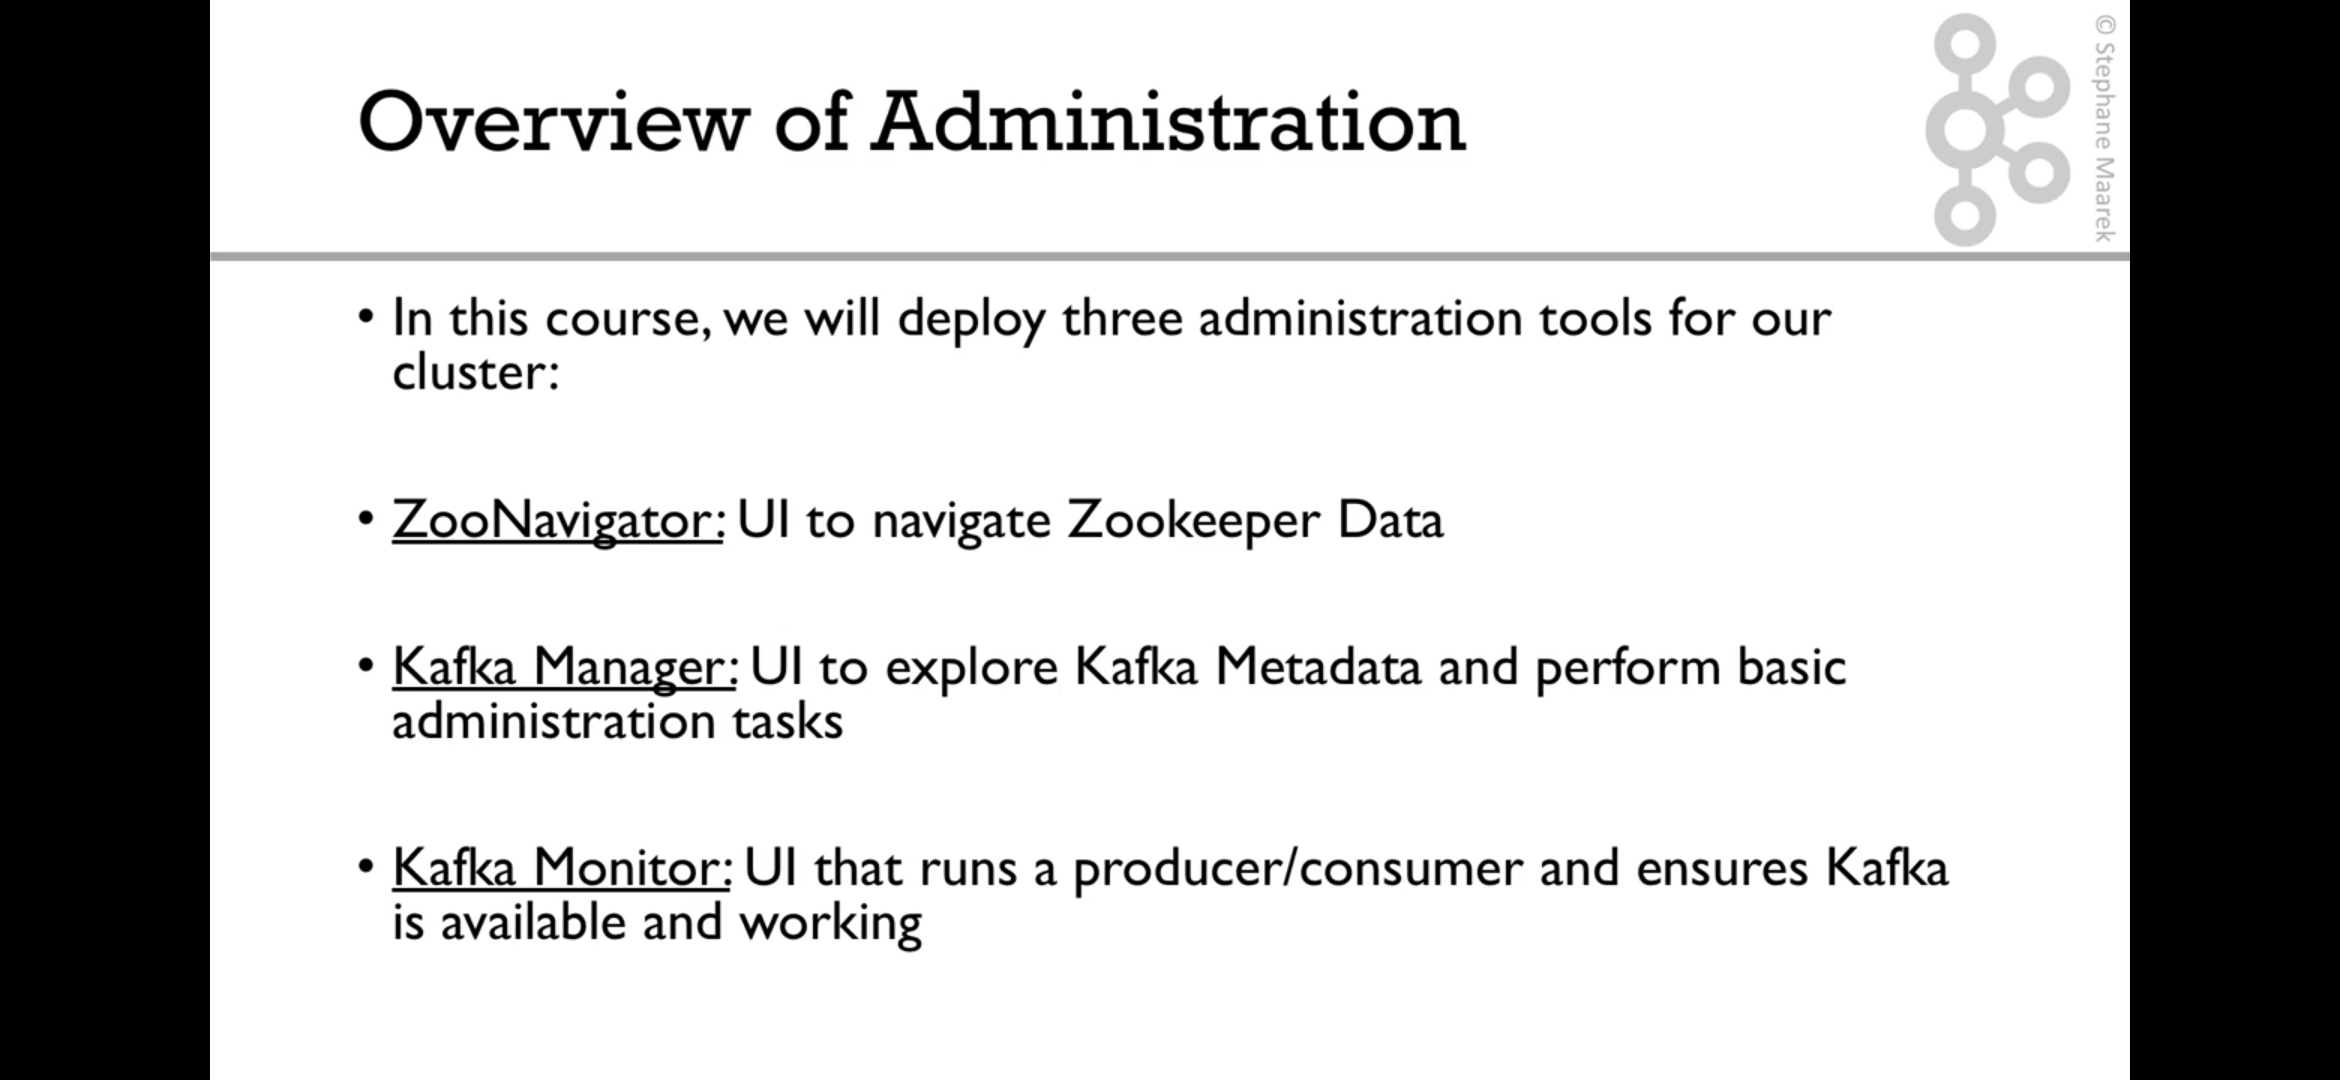 Overview of Administration
© Stephane Maarek
• In this course, we will deploy three administration tools for our
cluster:
• ZooNavigator: UI to navigate Zookeeper Data
• Kafka Manager: UI to explore Kafka Metadata and perform basic
administration tasks
• Kafka Monitor: UI that runs a producer/consumer and ensures Kafka
is available and working